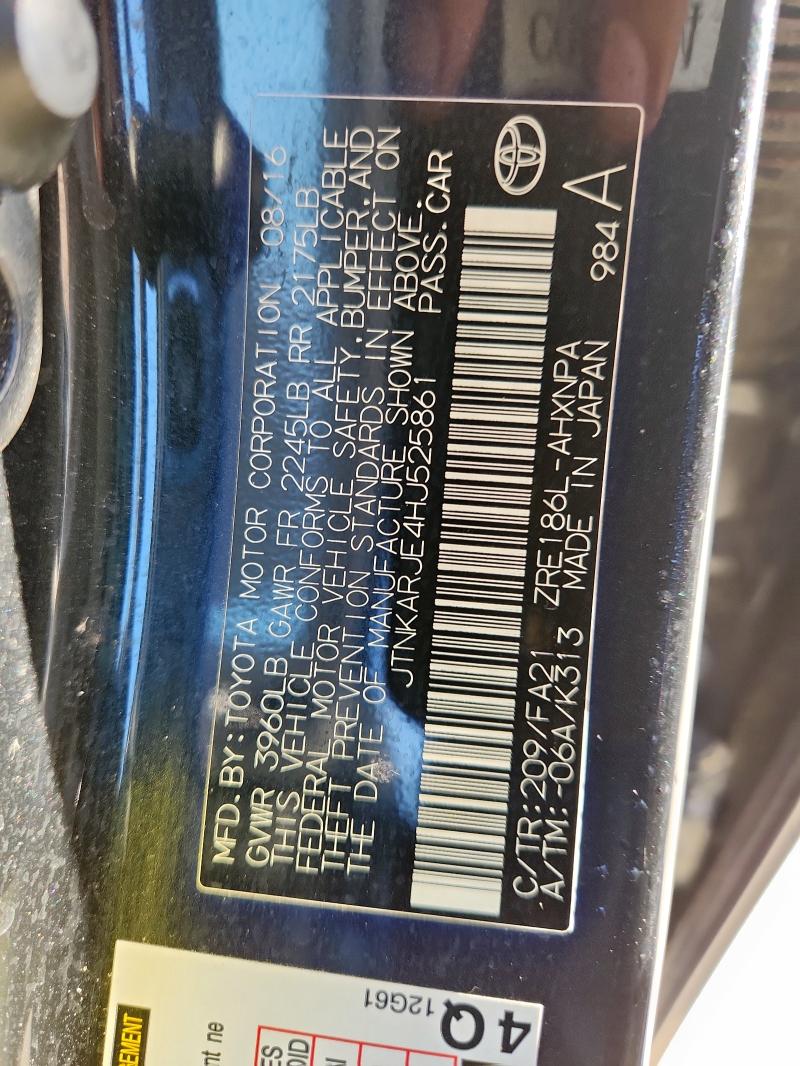 MFD.BY:TOYOTA MOTOR CORPORATION 08/16
GVWR 3960LB GAWR FR 2245LB RR 2175LB
THIS VEHICLE CONFORMS TO ALL APPLICABLE
FEDERAL MOTOR VEHICLE SAFETY,BUMPER,AND
THEFT PREVENTION STANDARDS IN EFFECT ON
THE DATE OF MANUFACTURE SHOWN ABOVE.
JTNKARJE4HJ525861 PASS.CAR
C/TR:209/FA21 ZRE186L-AHXNPA
A/TM:-06A/K313 MADE IN JAPAN 984 A
4Q
12G61